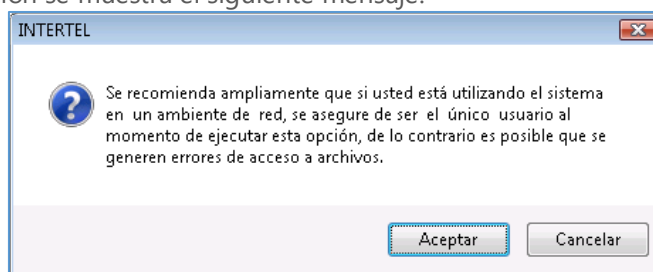 ión se muestra el siguiente mensaje:
INTERTEL
Se recomienda ampliamente que si usted está utilizando el sistema
en un ambiente de red, se asegure de ser el único usuario al
momento de ejecutar esta opción, de lo contrario es posible que se
generen errores de acceso a archivos.
Aceptar
Cancelar